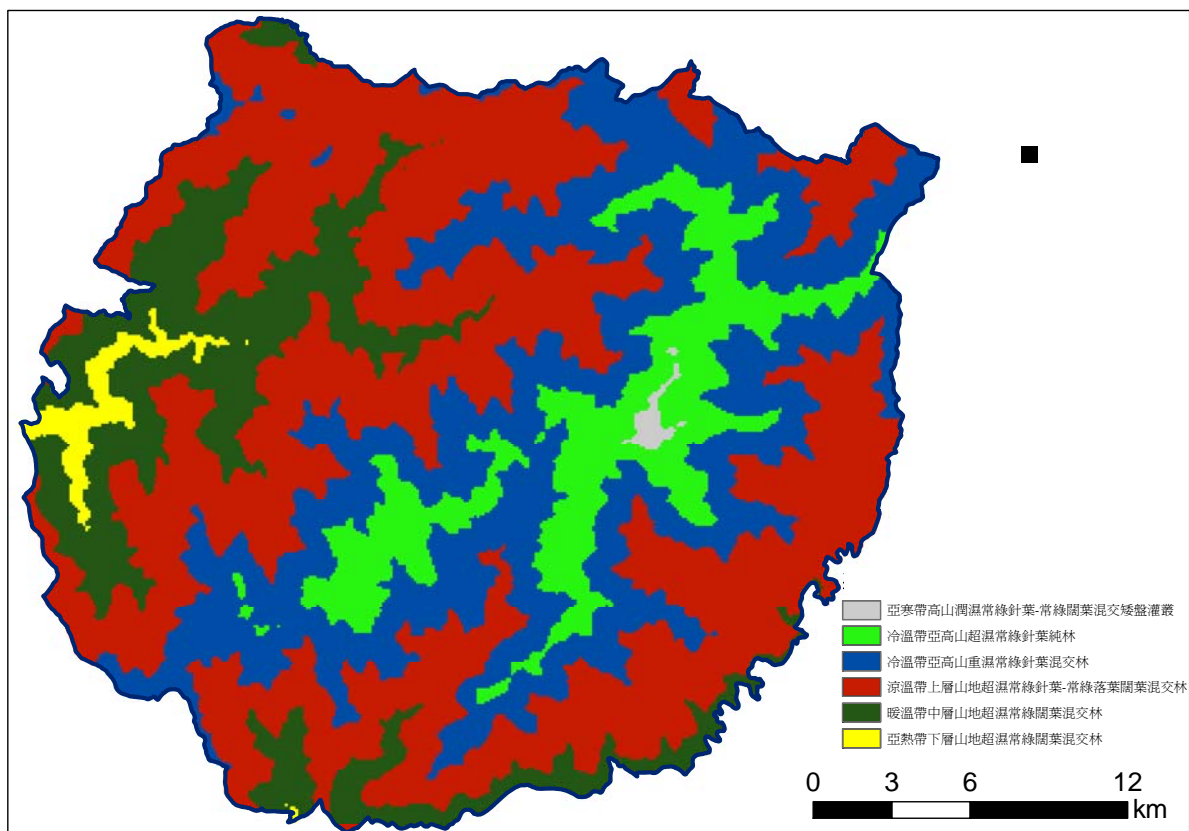 亞寒帶高山潤濕常綠針葉-常綠闊葉混交矮盤灌叢
冷溫帶亞高山超濕常綠針葉純林
冷溫帶亞高山重濕常綠針葉混交林
涼溫帶上層山地超濕常綠針葉-常綠落葉闊葉混交林
暖溫帶中層山地超濕常綠闊葉混交林
亞熱帶下層山地超濕常綠闊葉混交林
0 3 6 12
km